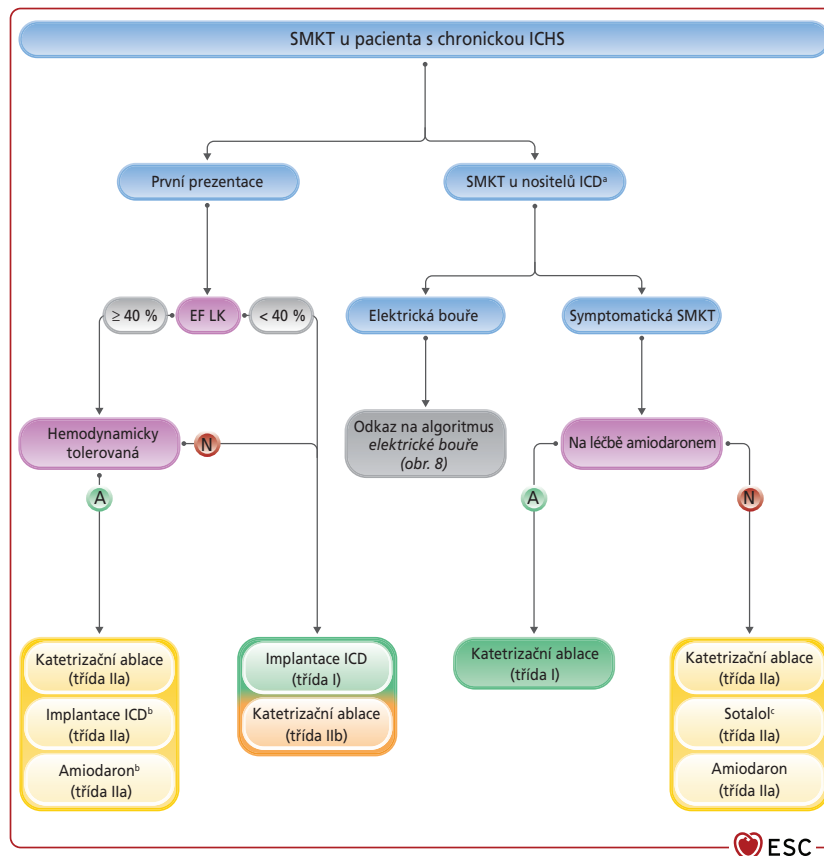 SMKT u pacienta s chronickou ICHS
První prezentace
SMKT u nositelů ICDᵃ
≥ 40 %
EF LK
< 40 %
Elektrická bouře
Symptomatická SMKT
Hemodynamicky
tolerovaná
N
A
Odkaz na algoritmus
elektrické bouře
(obr. 8)
Na léčbě amiodaronem
A
N
Katetrizační ablace
(třída IIa)
Implantace ICDᵇ
(třída IIa)
Amiodaronᵇ
(třída IIa)
Implantace ICD
(třída I)
Katetrizační ablace
(třída IIb)
Katetrizační ablace
(třída I)
Katetrizační ablace
(třída IIa)
Sotalolᶜ
(třída IIa)
Amiodaron
(třída IIa)
ESC